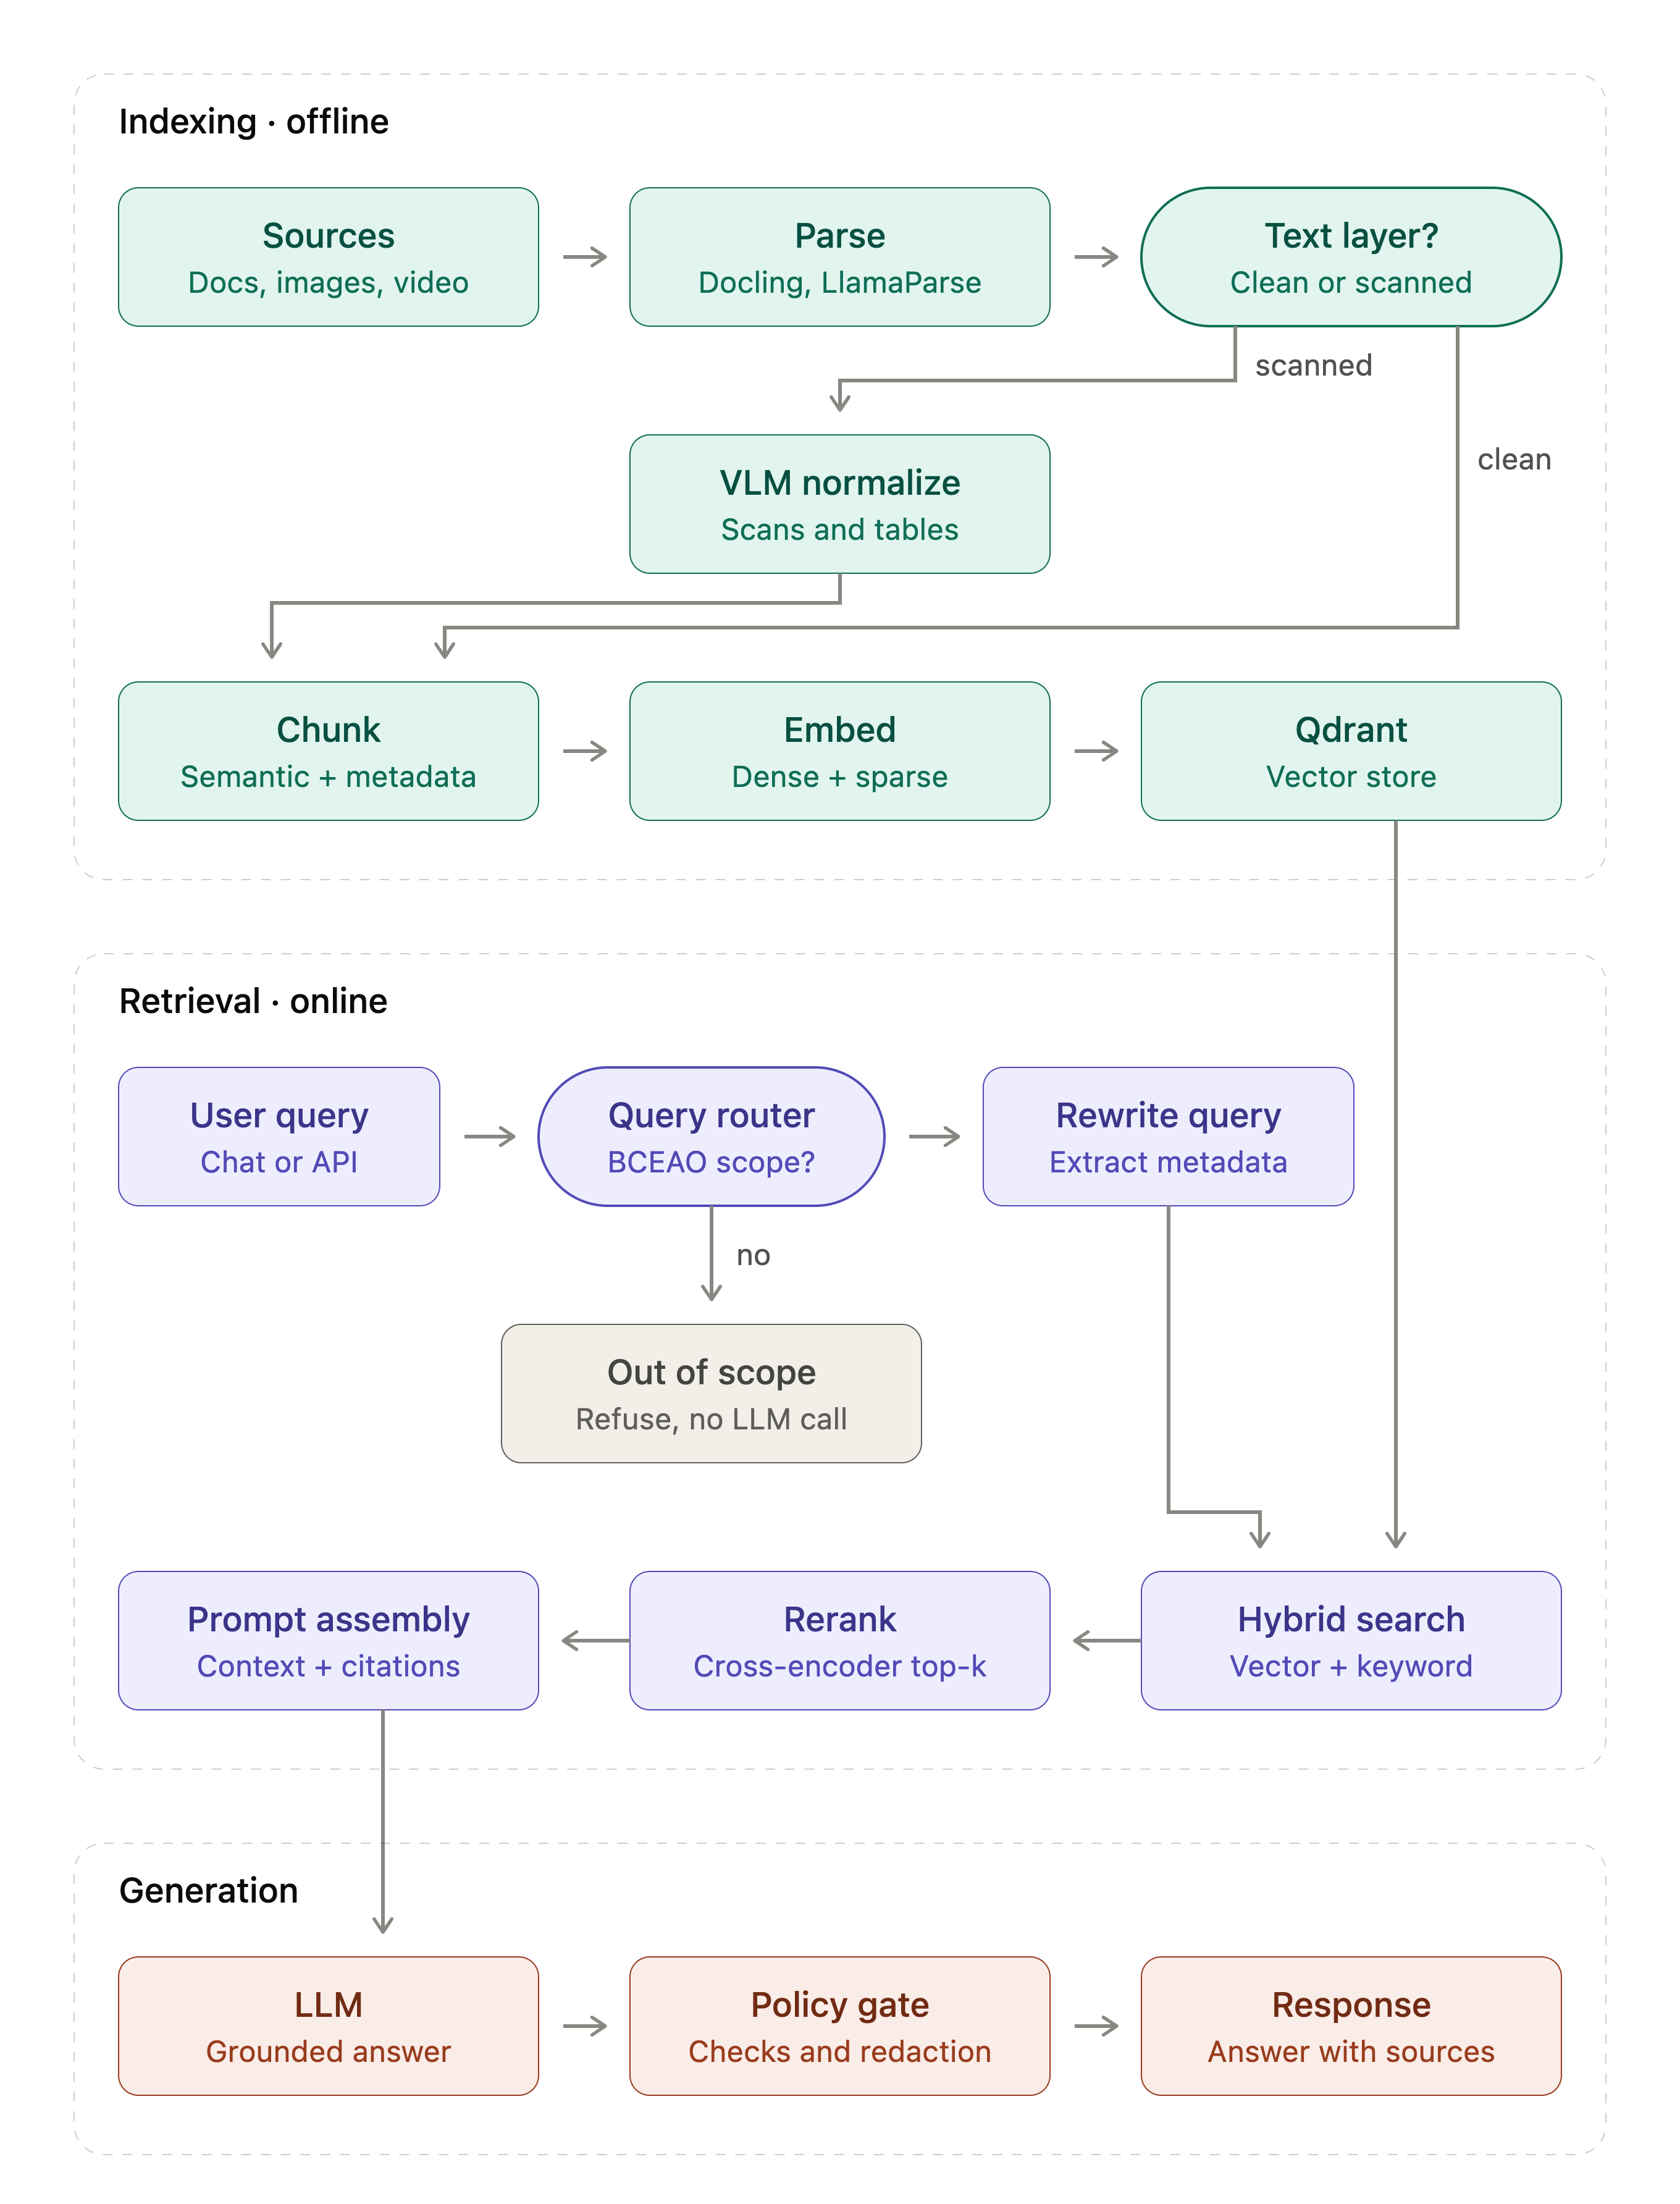 Indexing · offline
Sources
Docs, images, video
Parse
Docling, LlamaParse
Text layer?
Clean or scanned
scanned
clean
VLM normalize
Scans and tables
Chunk
Semantic + metadata
Embed
Dense + sparse
Qdrant
Vector store
Retrieval · online
User query
Chat or API
Query router
BCEAO scope?
Rewrite query
Extract metadata
no
Out of scope
Refuse, no LLM call
Prompt assembly
Context + citations
Rerank
Cross-encoder top-k
Hybrid search
Vector + keyword
Generation
LLM
Grounded answer
Policy gate
Checks and redaction
Response
Answer with sources